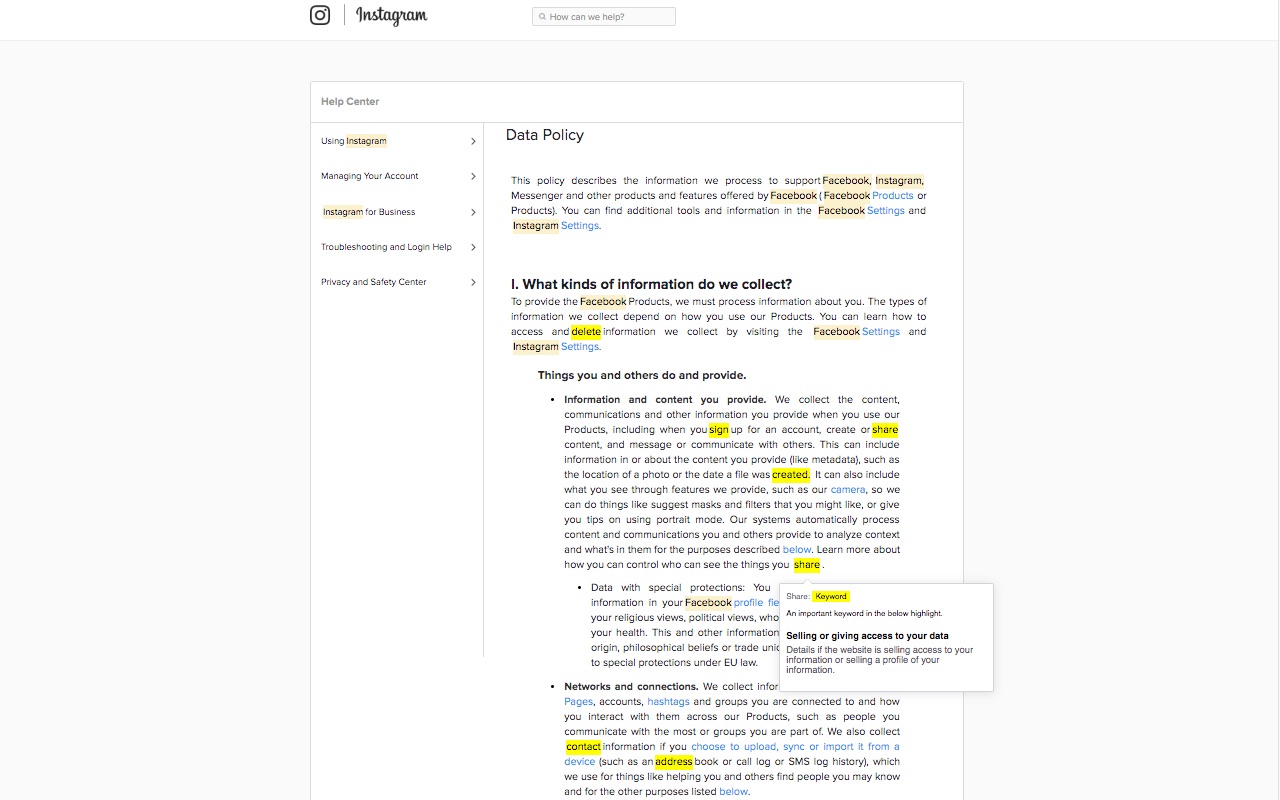 Instagram
How can we help?
Help Center
Using Instagram
Managing Your Account
Instagram for Business
Troubleshooting and Login Help
Privacy and Safety Center
Data Policy
This policy describes the information we process to support Facebook, Instagram,
Messenger and other products and features offered by Facebook ( Facebook Products or
Products). You can find additional tools and information in the Facebook Settings and
Instagram Settings.
I. What kinds of information do we collect?
To provide the Facebook Products, we must process information about you. The types of
information we collect depend on how you use our Products. You can learn how to
access and delete information we collect by visiting the Facebook Settings and
Instagram Settings.
Things you and others do and provide.
• Information and content you provide. We collect the content,
communications and other information you provide when you use our
Products, including when you sign up for an account, create or share
content, and message or communicate with others. This can include
information in or about the content you provide (like metadata), such as
the location of a photo or the date a file was created. It can also include
what you see through features we provide, such as our camera, so we
can do things like suggest masks and filters that you might like, or give
you tips on using portrait mode. Our systems automatically process
content and communications you and others provide to analyze context
and what's in them for the purposes described below. Learn more about
how you can control who can see the things you share .
• Data with special protections: You
information in your Facebook profile fie
your religious views, political views, who
your health. This and other information
origin, philosophical beliefs or trade unio
to special protections under EU law.
Share: Keyword
An important keyword in the below highlight.
Selling or giving access to your data
Details if the website is selling access to your
information or selling a profile of your
information.
• Networks and connections. We collect infor
Pages, accounts, hashtags and groups you are connected to and how
you interact with them across our Products, such as people you
communicate with the most or groups you are part of. We also collect
contact information if you choose to upload, sync or import it from a
device (such as an address book or call log or SMS log history), which
we use for things like helping you and others find people you may know
and for the other purposes listed below.